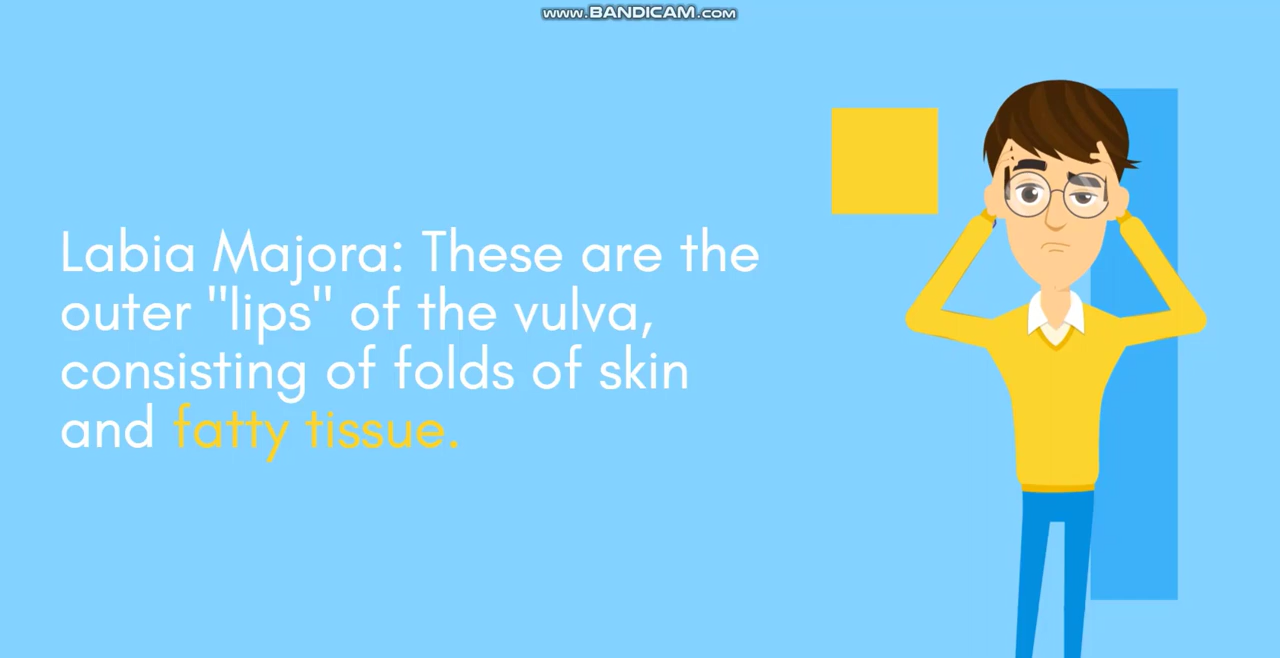 www.BANDICAM.com
Labia Majora: These are the
outer "lips" of the vulva,
consisting of folds of skin
and fatty tissue.